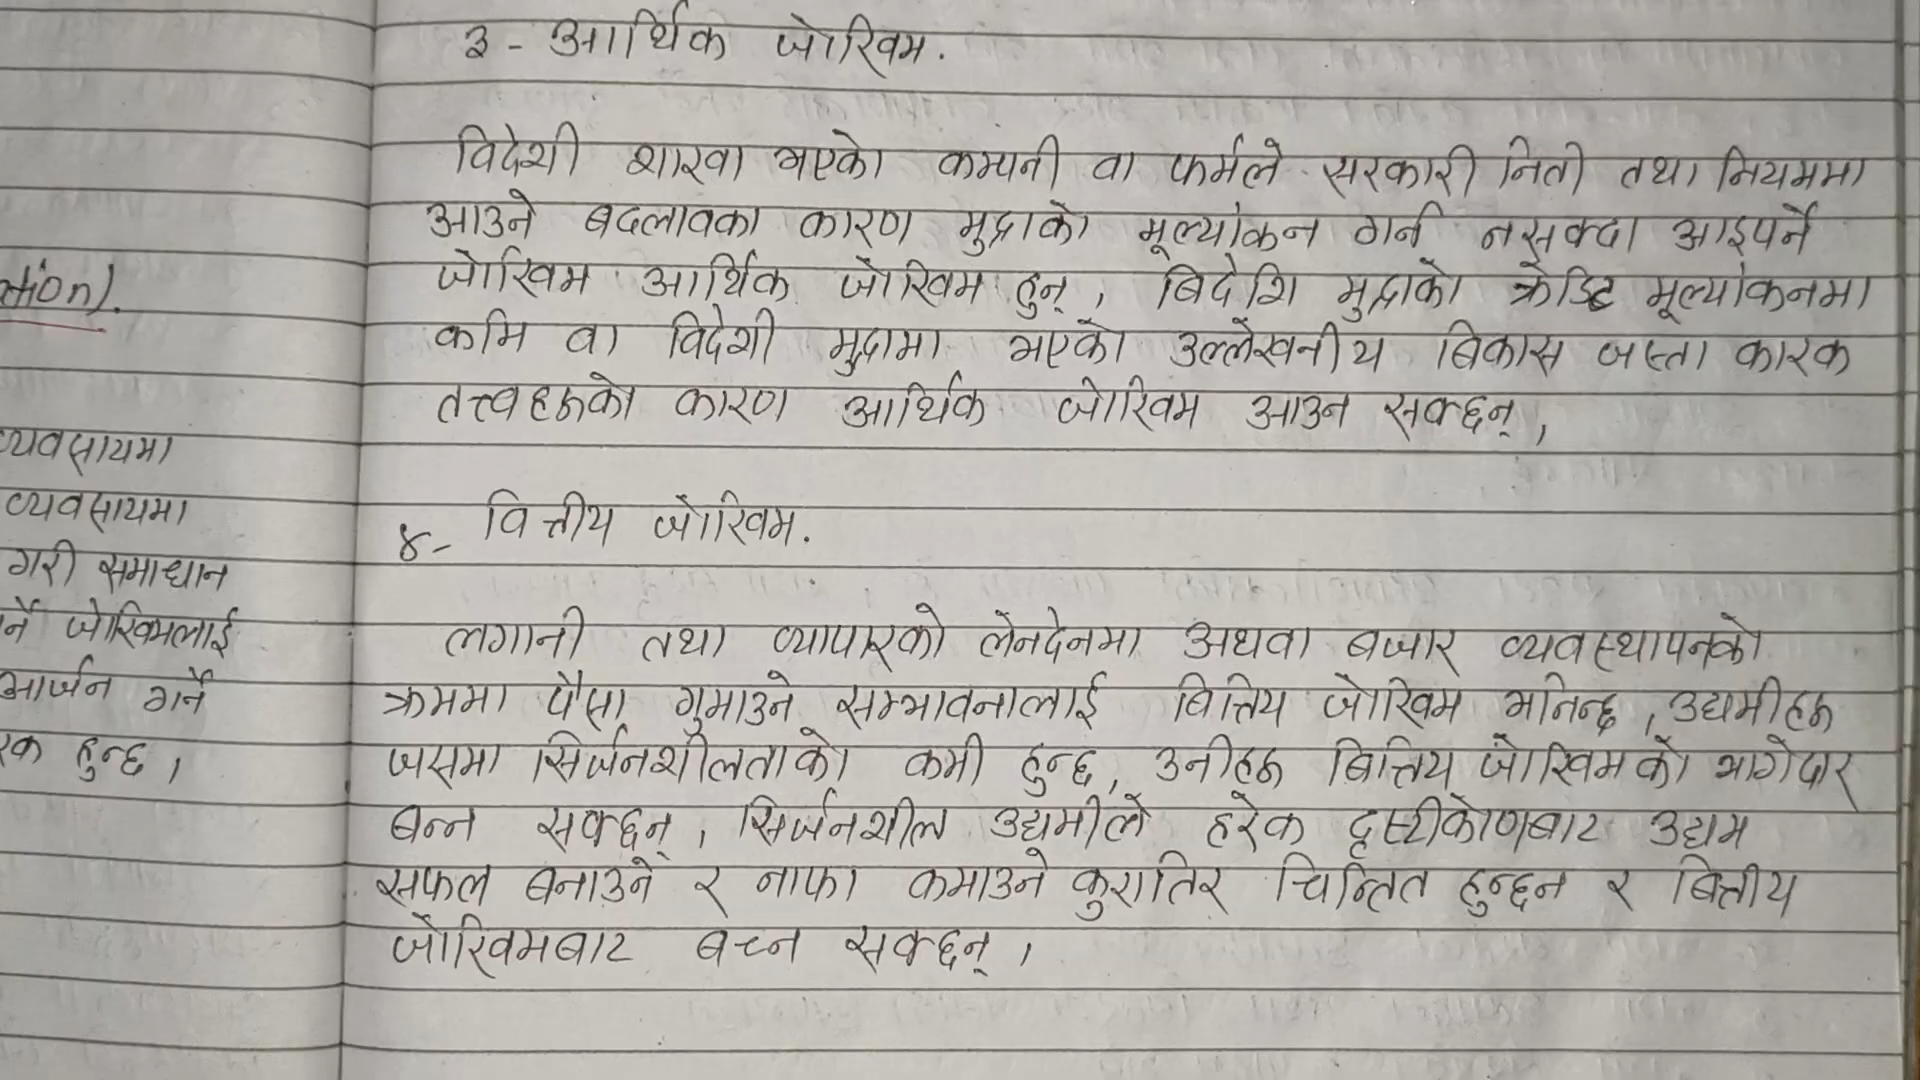 ३- आर्थिक जोखिम.
विदेशी शाखा भएको कम्पनी वा फर्मले सरकारी निती तथा नियममा
आउने बदलावका कारण मुद्राको मूल्यांकन गर्न नसक्दा आइपर्ने
जोखिम आर्थिक जोखिम हुन्। बिदेशि मुद्राको क्रेडिट मूल्यांकनमा
कमि वा विदेशी मुद्रामा भएको उल्लेखनीय बिकास जस्ता कारक
तत्त्वहरूको कारण आर्थिक जोखिम आउन सक्छन्।
४- वित्तीय जोखिम.
लगानी तथा व्यापारको लेनदेनमा अथवा बजार व्यवस्थापनको
क्रममा पैसा गुमाउने सम्भावनालाई बित्तिय जोखिम भनिन्छ। उद्यमीहरू
जसमा सिर्जनशीलताको कमी हुन्छ, उनीहरू बित्तिय जोखिमको भागेदार
बन्न सक्छन्। सिर्जनशील उद्यमीले हरेक दृष्टीकोणबाट उद्यम
सफल बनाउने र नाफा कमाउने कुरातिर चिन्तित हुन्छन र बित्तीय
जोखिमबाट बच्न सक्छन्।
ation).
व्यवसायमा
व्यवसायमा
गरी समाधान
र्ने जोखिमलाई
आर्जन गर्ने
रक हुन्छ।